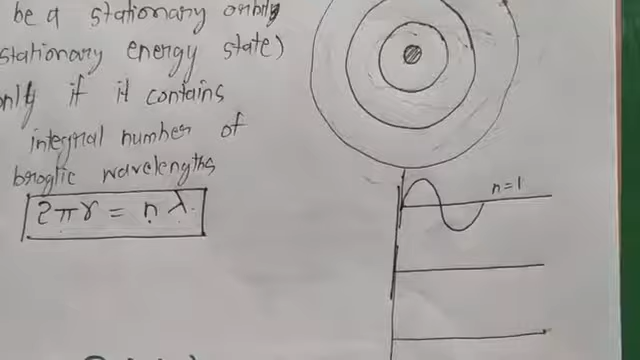 be a stationary orbit
stationary energy state)
only if it contains
integral number of
broglie wavelengths
2πr = nλ
n=1